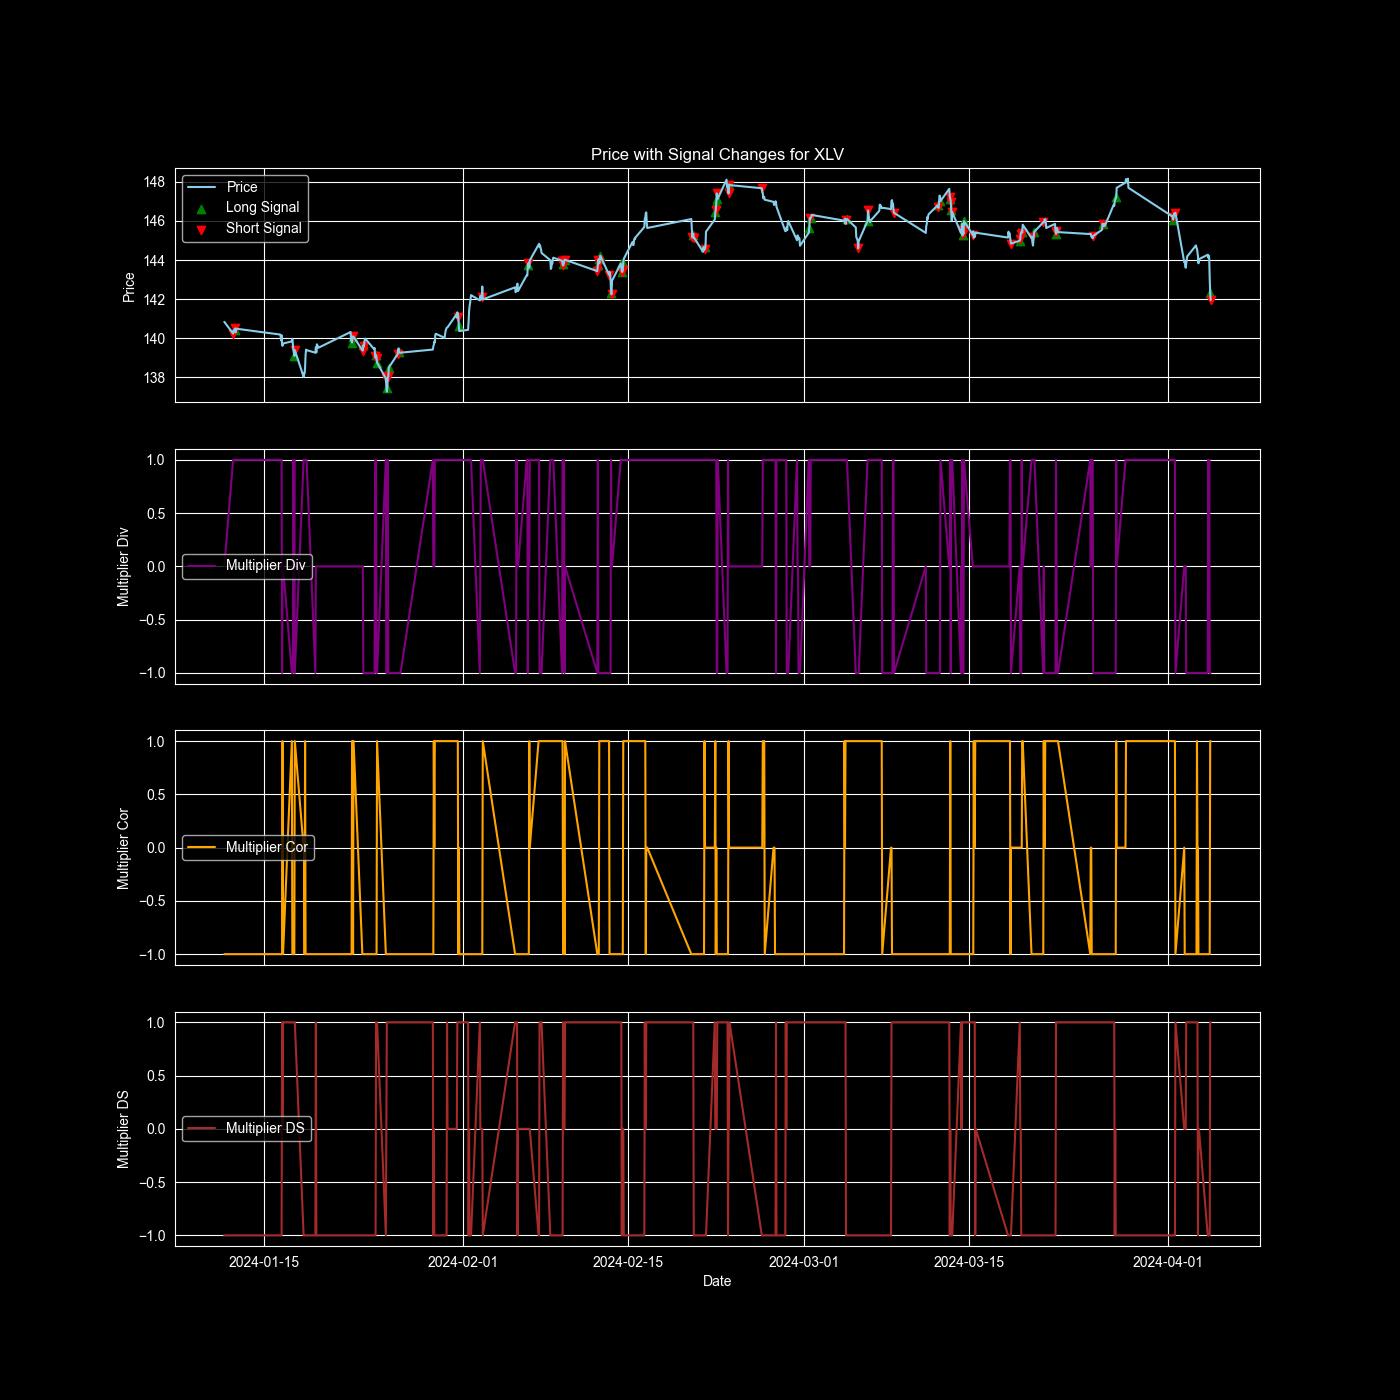 Price with Signal Changes for XLV
148
146
144
142
140
138
Price
Price
Long Signal
Short Signal
1.0
0.5
0.0
−0.5
−1.0
Multiplier Div
Multiplier Div
1.0
0.5
0.0
−0.5
−1.0
Multiplier Cor
Multiplier Cor
1.0
0.5
0.0
−0.5
−1.0
Multiplier DS
Multiplier DS
2024-01-15 2024-02-01 2024-02-15 2024-03-01 2024-03-15 2024-04-01
Date